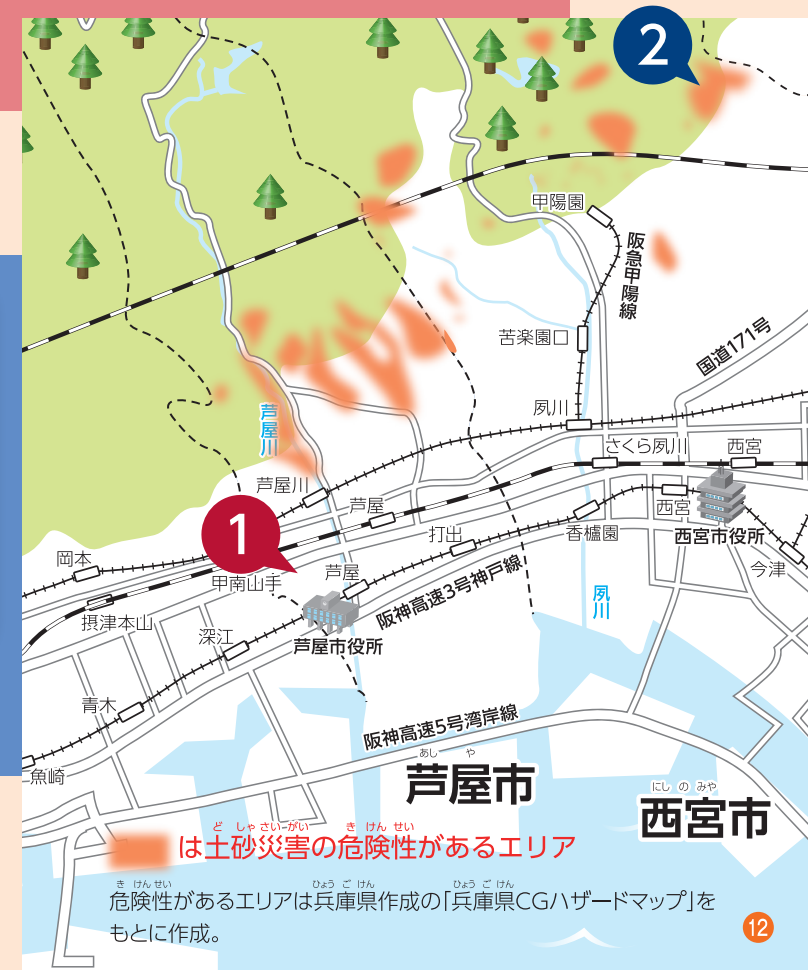 2
甲陽園
阪急甲陽線
苦楽園口
国道171号
夙川
芦屋川
さくら夙川
西宮
芦屋川
芦屋
西宮
1
打出
香櫨園
西宮市役所
岡本
甲南山手
芦屋
今津
阪神高速3号神戸線
夙川
摂津本山
深江
芦屋市役所
青木
阪神高速5号湾岸線
魚崎
あし や
芦屋市
にし の みや
西宮市
ど しゃ さい がい き けん せい
は土砂災害の危険性があるエリア
き けん せい ひょう ご けん ひょう ご けん
危険性があるエリアは兵庫県作成の「兵庫県CGハザードマップ」を
もとに作成。
12